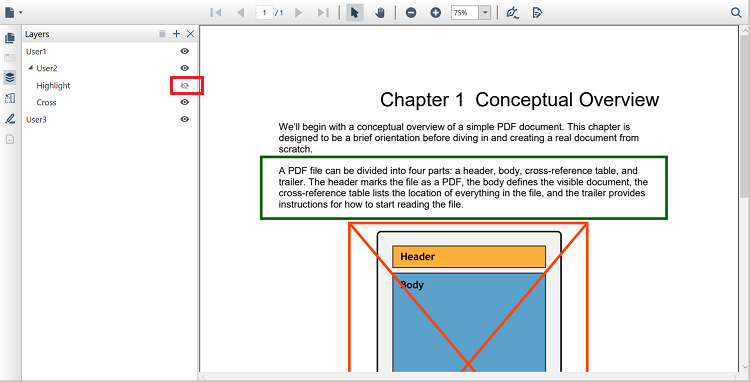 1 / 1
75%
Layers
User1
User2
Highlight
Cross
User3
Chapter 1 Conceptual Overview
We'll begin with a conceptual overview of a simple PDF document. This chapter is
designed to be a brief orientation before diving in and creating a real document from
scratch.
A PDF file can be divided into four parts: a header, body, cross-reference table, and
trailer. The header marks the file as a PDF, the body defines the visible document, the
cross-reference table lists the location of everything in the file, and the trailer provides
instructions for how to start reading the file.
Header
Body